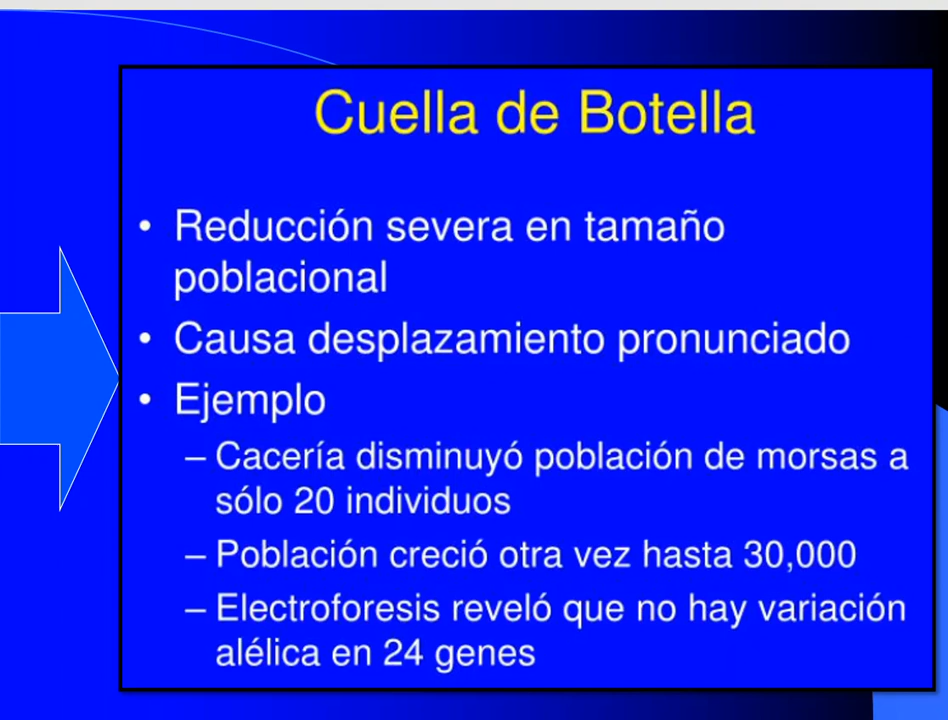 Cuella de Botella
• Reducción severa en tamaño
poblacional
• Causa desplazamiento pronunciado
• Ejemplo
– Cacería disminuyó población de morsas a
sólo 20 individuos
– Población creció otra vez hasta 30,000
– Electroforesis reveló que no hay variación
alélica en 24 genes